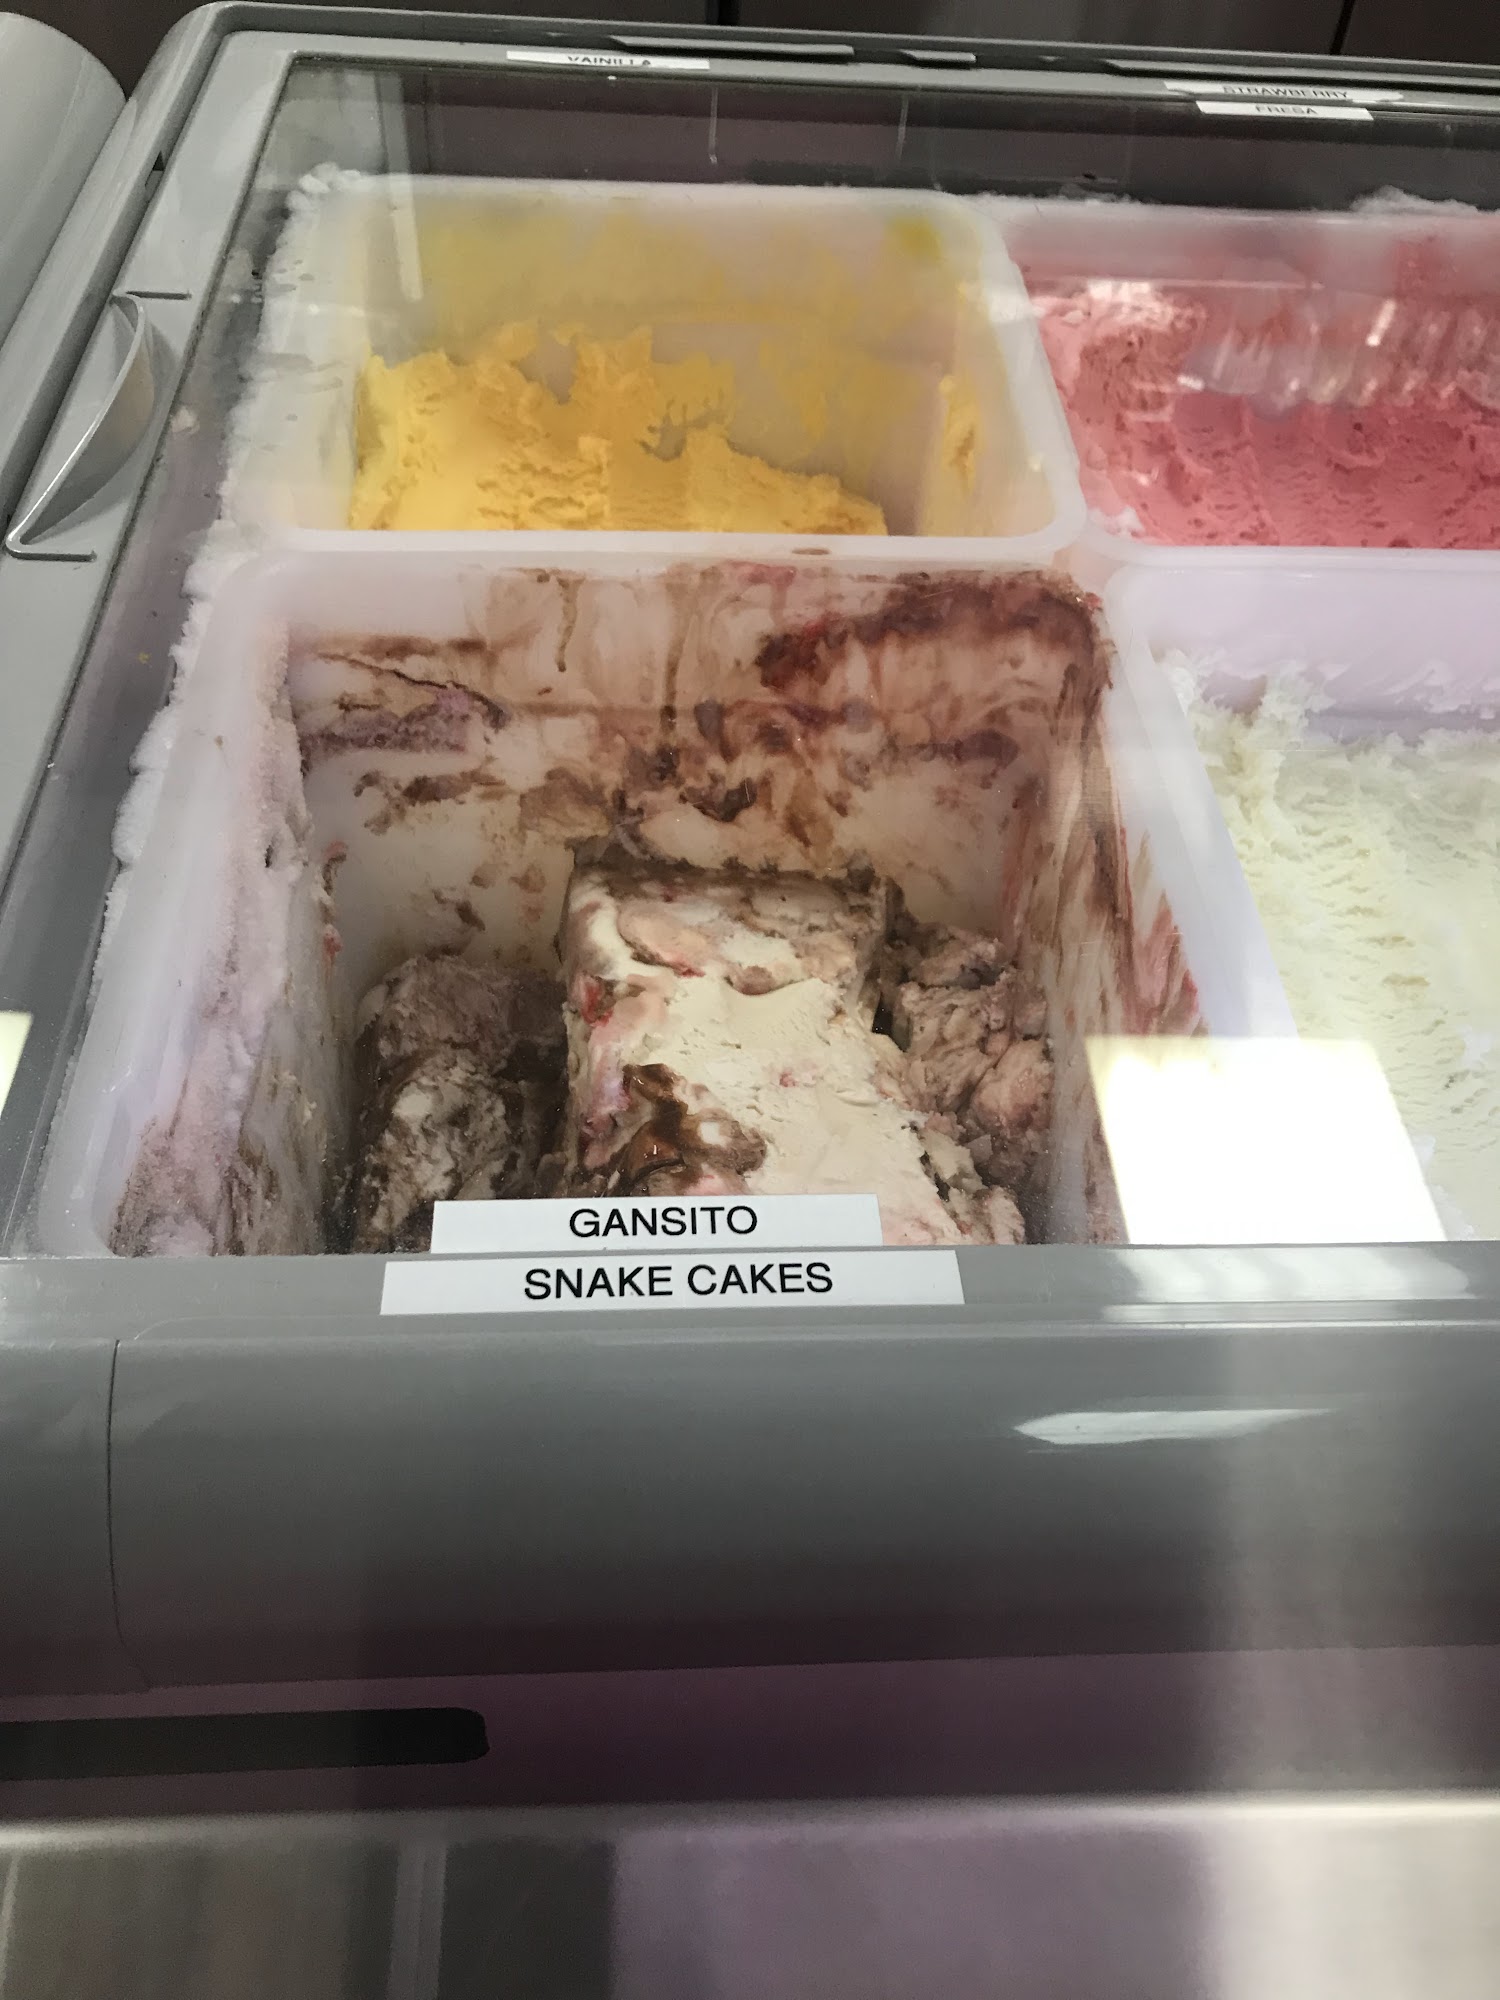 VAINILLA
STRAWBERRY
FRESA
GANSITO
SNAKE CAKES